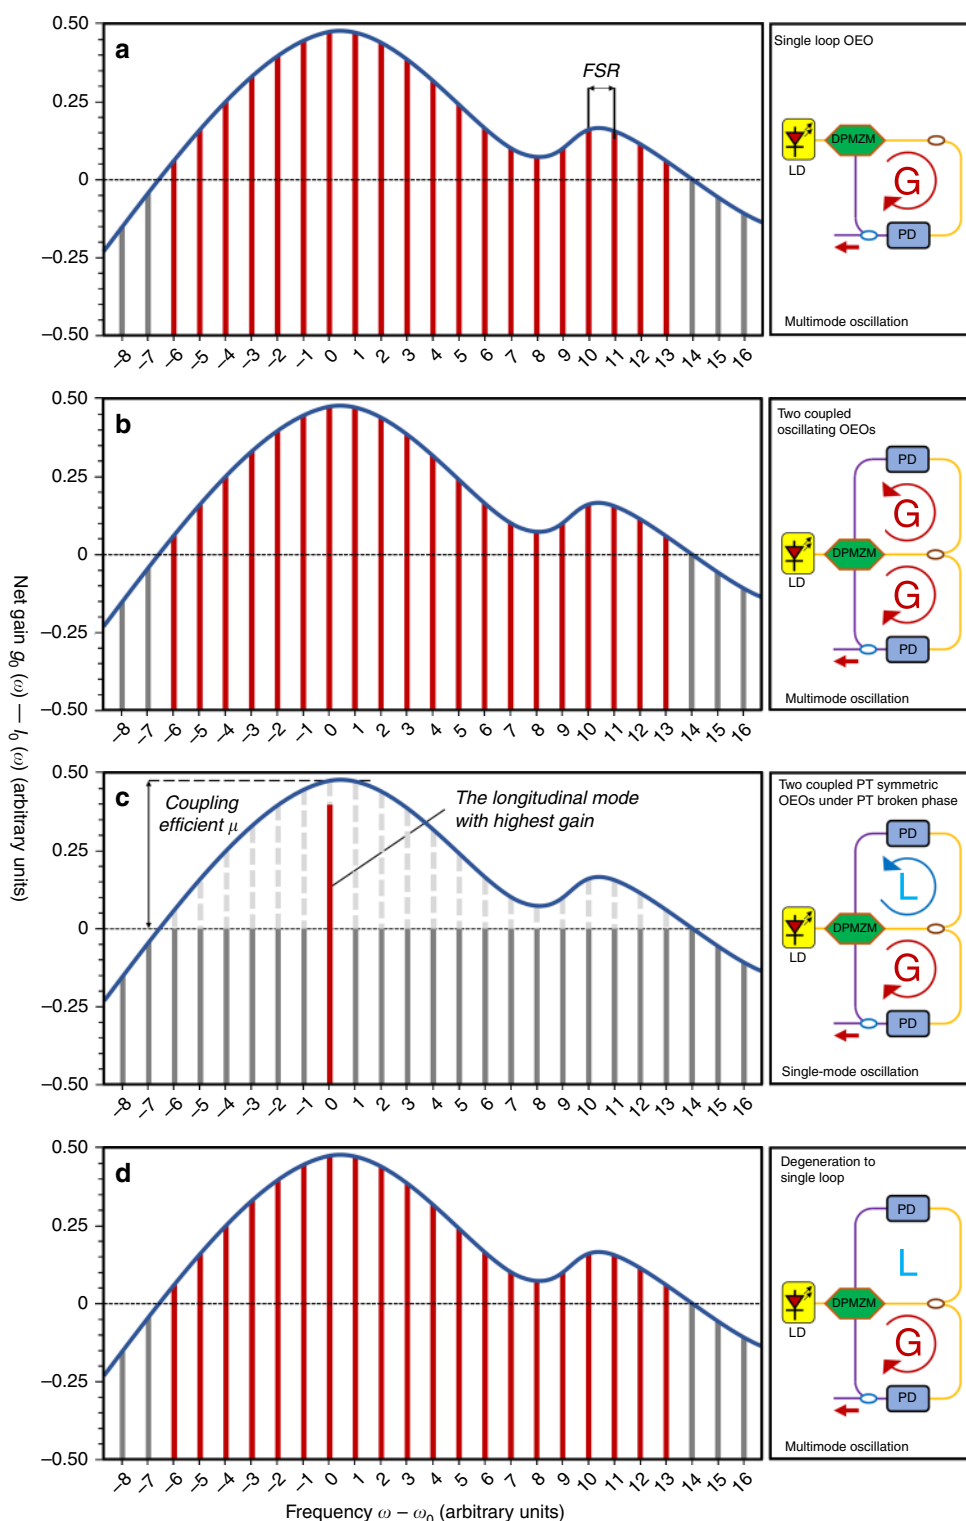 Net gain g₀ (ω) — l₀ (ω) (arbitrary units)
a
0.50
0.25
0
–0.25
–0.50
FSR
–8 –7 –6 –5 –4 –3 –2 –1 0 1 2 3 4 5 6 7 8 9 10 11 12 13 14 15 16
Single loop OEO
LD
DPMZM
G
PD
Multimode oscillation
b
0.50
0.25
0
–0.25
–0.50
–8 –7 –6 –5 –4 –3 –2 –1 0 1 2 3 4 5 6 7 8 9 10 11 12 13 14 15 16
Two coupled
oscillating OEOs
PD
G
LD
DPMZM
G
PD
Multimode oscillation
c
0.50
0.25
0
–0.25
–0.50
Coupling
efficient μ
The longitudinal mode
with highest gain
–8 –7 –6 –5 –4 –3 –2 –1 0 1 2 3 4 5 6 7 8 9 10 11 12 13 14 15 16
Two coupled PT symmetric
OEOs under PT broken phase
PD
L
LD
DPMZM
G
PD
Single-mode oscillation
d
0.50
0.25
0
–0.25
–0.50
–8 –7 –6 –5 –4 –3 –2 –1 0 1 2 3 4 5 6 7 8 9 10 11 12 13 14 15 16
Degeneration to
single loop
PD
L
LD
DPMZM
G
PD
Multimode oscillation
Frequency ω – ω₀ (arbitrary units)